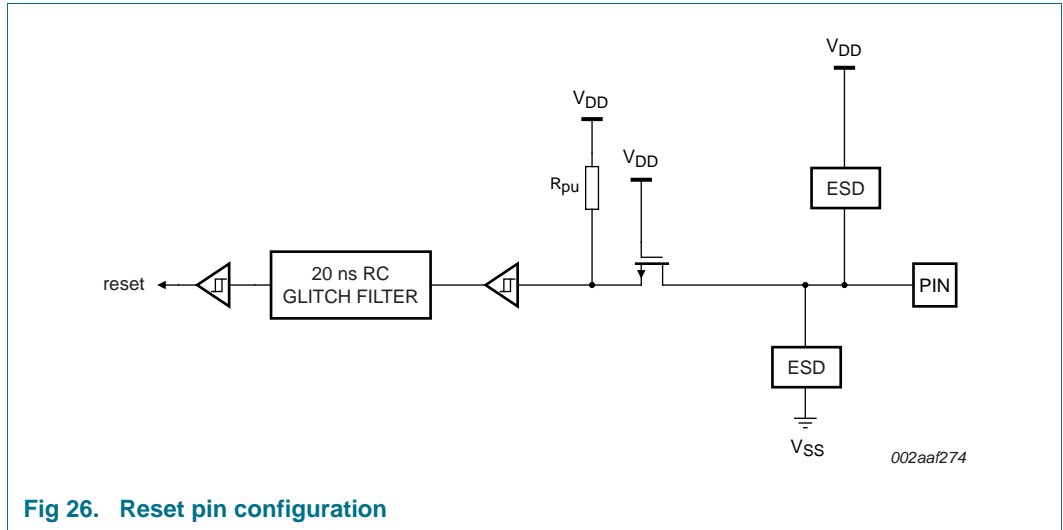 VDD
VDD
VDD
Rpu
ESD
reset
20 ns RC
GLITCH FILTER
PIN
ESD
VSS
002aaf274
Fig 26. Reset pin configuration